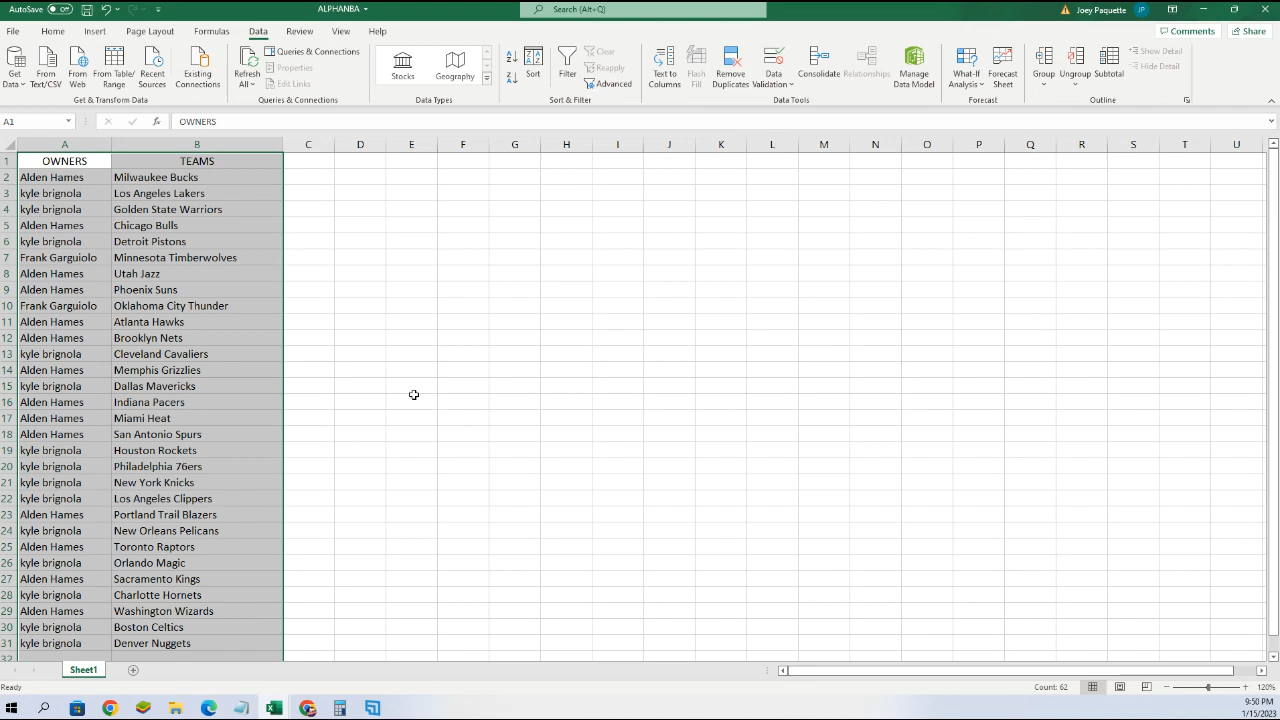 AutoSave Off ALPHANBA Search (Alt+Q) Joey Paquette JP
File Home Insert Page Layout Formulas Data Review View Help Comments Share
Get Data From Text/CSV From Web From Table/ Range Recent Sources Existing Connections
Get & Transform Data
Refresh All Queries & Connections Properties Edit Links
Queries & Connections
Stocks Geography
Data Types
Sort Filter Clear Reapply Advanced
Sort & Filter
Text to Columns Flash Fill Remove Duplicates Data Validation Consolidate Relationships Manage Data Model
Data Tools
What-If Analysis Forecast Sheet
Forecast
Group Ungroup Subtotal Show Detail Hide Detail
Outline
A1 fx OWNERS
A B C D E F G H I J K L M N O P Q R S T U
1 OWNERS TEAMS
2 Alden Hames Milwaukee Bucks
3 kyle brignola Los Angeles Lakers
4 kyle brignola Golden State Warriors
5 Alden Hames Chicago Bulls
6 kyle brignola Detroit Pistons
7 Frank Garguiolo Minnesota Timberwolves
8 Alden Hames Utah Jazz
9 Alden Hames Phoenix Suns
10 Frank Garguiolo Oklahoma City Thunder
11 Alden Hames Atlanta Hawks
12 Alden Hames Brooklyn Nets
13 kyle brignola Cleveland Cavaliers
14 Alden Hames Memphis Grizzlies
15 kyle brignola Dallas Mavericks
16 Alden Hames Indiana Pacers
17 Alden Hames Miami Heat
18 Alden Hames San Antonio Spurs
19 kyle brignola Houston Rockets
20 kyle brignola Philadelphia 76ers
21 kyle brignola New York Knicks
22 kyle brignola Los Angeles Clippers
23 Alden Hames Portland Trail Blazers
24 kyle brignola New Orleans Pelicans
25 Alden Hames Toronto Raptors
26 kyle brignola Orlando Magic
27 Alden Hames Sacramento Kings
28 kyle brignola Charlotte Hornets
29 Alden Hames Washington Wizards
30 kyle brignola Boston Celtics
31 kyle brignola Denver Nuggets
32
Sheet1
Ready Count: 62 120%
9:50 PM
1/15/2023